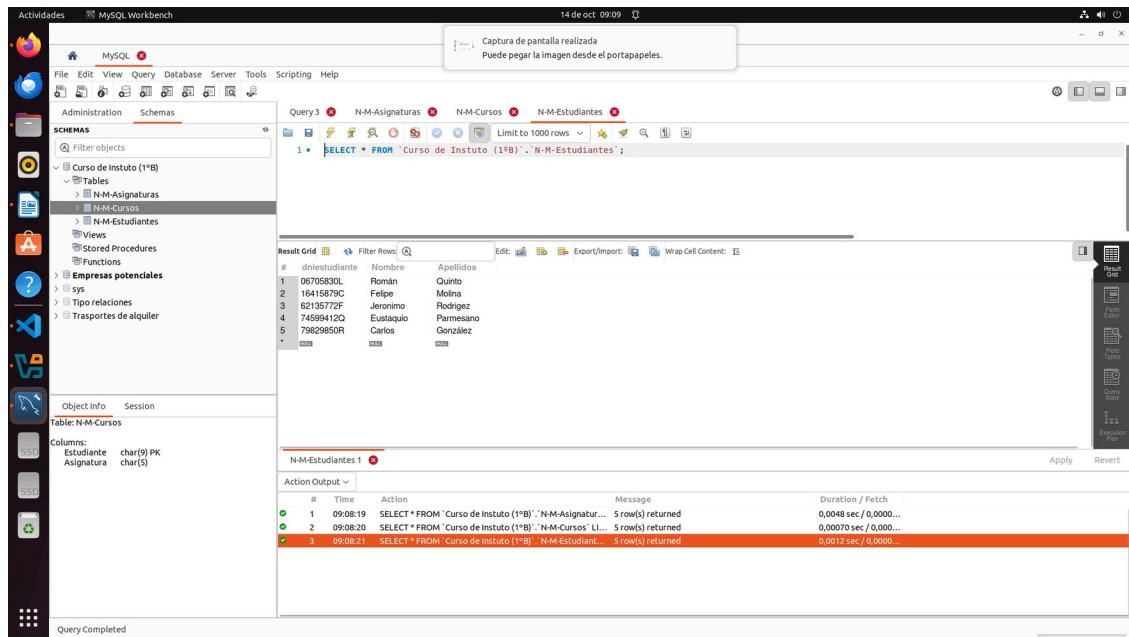 Actividades MySQL Workbench 14 de oct 09:09
Captura de pantalla realizada
Puede pegar la imagen desde el portapapeles.
MySQL
File Edit View Query Database Server Tools Scripting Help
Administration Schemas
Query 3 N-M-Asignaturas N-M-Cursos N-M-Estudiantes
SCHEMAS
Limit to 1000 rows
Filter objects
1 SELECT * FROM `Curso de Instuto (1ºB)`.`N-M-Estudiantes`;
Curso de Instuto (1ºB)
Tables
N-M-Asignaturas
N-M-Cursos
N-M-Estudiantes
Views
Stored Procedures
Functions
Empresas potenciales
sys
Tipo relaciones
Trasportes de alquiler
Result Grid Filter Rows: Edit: Export/Import: Wrap Cell Content:
# dniestudiante Nombre Apellidos
1 06705830L Román Quinto
2 16415879C Felipe Molina
3 62135772F Jeronimo Rodrigez
4 74599412Q Eustaquio Parmesano
5 79829850R Carlos González
* NULL NULL NULL
Result Grid
Form Editor
Field Types
Query Stats
Execution Plan
Object Info Session
Table: N-M-Cursos
Columns:
Estudiante char(9) PK
Asignatura char(5)
N-M-Estudiantes 1 Apply Revert
Action Output
# Time Action Message Duration / Fetch
1 09:08:19 SELECT * FROM `Curso de Instuto (1ºB)`.`N-M-Asignatur... 5 row(s) returned 0,0048 sec / 0,0000...
2 09:08:20 SELECT * FROM `Curso de Instuto (1ºB)`.`N-M-Cursos` LI... 5 row(s) returned 0,00070 sec / 0,000...
3 09:08:21 SELECT * FROM `Curso de Instuto (1ºB)`.`N-M-Estudiant... 5 row(s) returned 0,0012 sec / 0,0000...
SSD
SSD
Query Completed